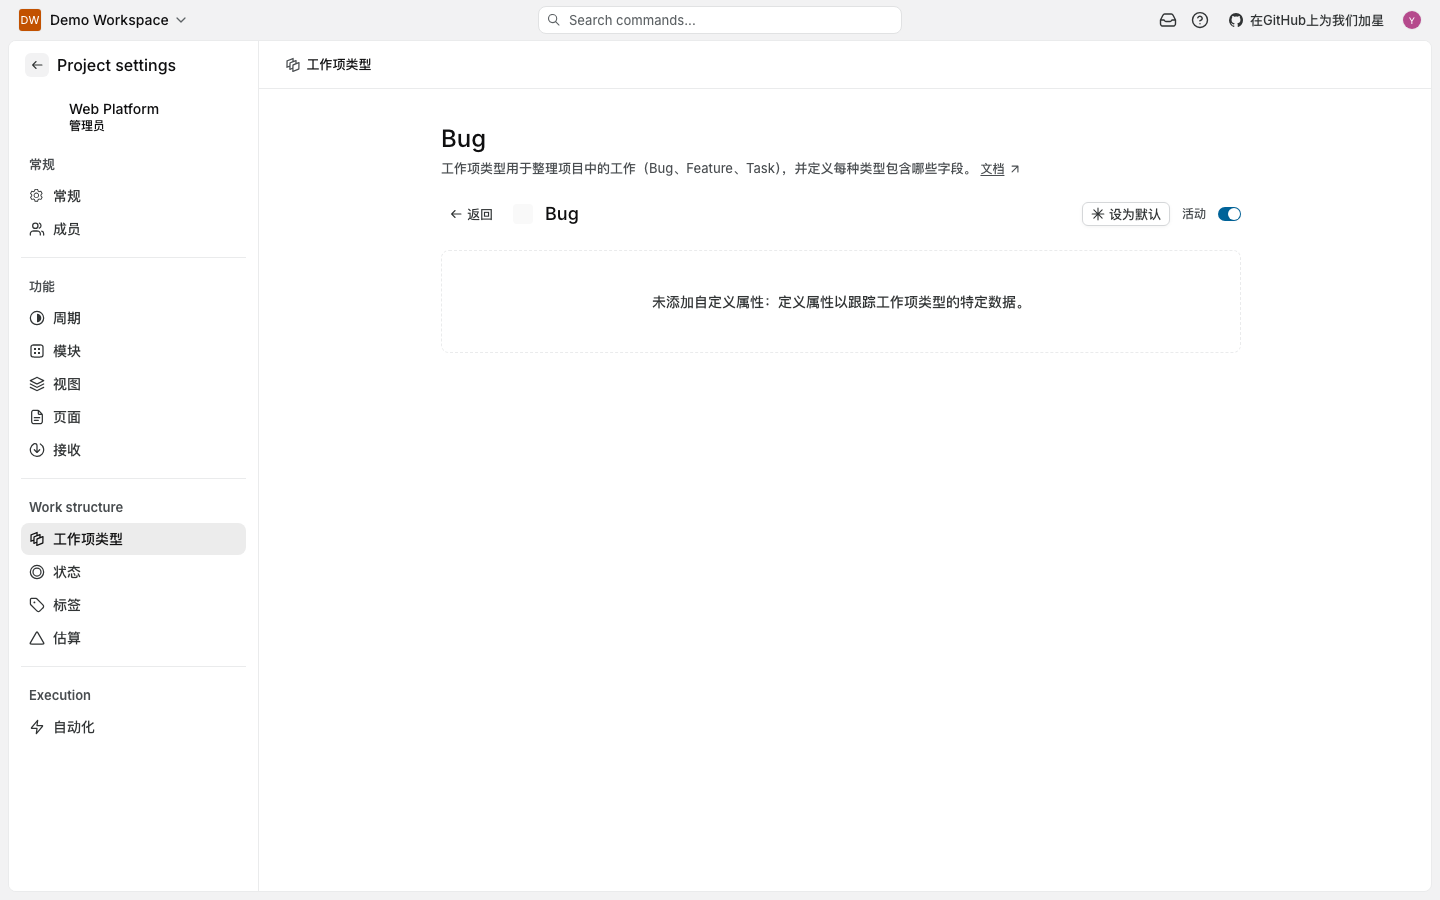 DW Demo Workspace
Search commands...
在GitHub上为我们加星
Y
Project settings
Web Platform
管理员
常规
常规
成员
功能
周期
模块
视图
页面
接收
Work structure
工作项类型
状态
标签
估算
Execution
自动化
工作项类型
Bug
工作项类型用于整理项目中的工作（Bug、Feature、Task），并定义每种类型包含哪些字段。 文档
返回 Bug 设为默认 活动
未添加自定义属性：定义属性以跟踪工作项类型的特定数据。